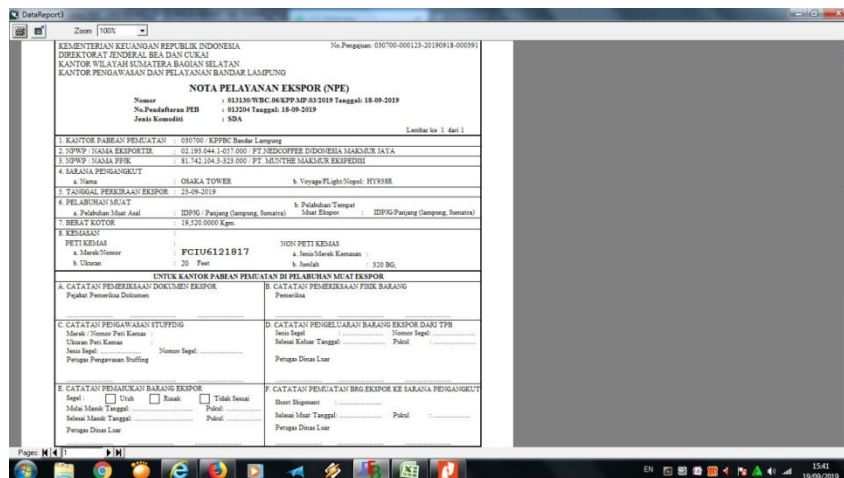 DataReport3
Zoom 100%
KEMENTERIAN KEUANGAN REPUBLIK INDONESIA No.Pengajuan: 030700-000123-20190918-000391
DIREKTORAT JENDERAL BEA DAN CUKAI
KANTOR WILAYAH SUMATERA BAGIAN SELATAN
KANTOR PENGAWASAN DAN PELAYANAN BANDAR LAMPUNG
NOTA PELAYANAN EKSPOR (NPE)
Nomor : 013130/WBC.06/KPP.MP.03/2019 Tanggal: 18-09-2019
No.Pendaftaran PEB : 013204 Tanggal: 18-09-2019
Jenis Komoditi : SDA
Lembar ke 1 dari 1
1. KANTOR PABEAN PEMUATAN : 030700 / KPPBC Bandar Lampung
2. NPWP / NAMA EKSPORTIR : 02.193.044.1-057.000 / PT.NEDCOFFEE INDONESIA MAKMUR JAYA
3. NPWP / NAMA PPJK : 81.742.104.3-323.000 / PT. MUNTHE MAKMUR EKSPEDISI
4. SARANA PENGANGKUT
a. Nama : OSAKA TOWER b. Voyage/FLight/Nopol: HY938R
5. TANGGAL PERKIRAAN EKSPOR : 23-09-2019
6. PELABUHAN MUAT b. Pelabuhan/Tempat
a. Pelabuhan Muat Asal : IDPJG / Panjang (lampung, Sumatra) Muat Ekspor : IDPJG/Panjang (lampung, Sumatra)
7. BERAT KOTOR : 19,520.0000 Kgm.
8. KEMASAN :
PETI KEMAS : NON PETI KEMAS
a. Merek/Nomor : FCIU6121817 a. Jenis/Merek Kemasan :
b. Ukuran : 20 Feet b. Jumlah : 320 BG;
UNTUK KANTOR PABEAN PEMUATAN DI PELABUHAN MUAT EKSPOR
A. CATATAN PEMERIKSAAN DOKUMEN EKSPOR
Pejabat Pemeriksa Dokumen
B. CATATAN PEMERIKSAAN FISIK BARANG
Pemeriksa
C. CATATAN PENGAWASAN STUFFING
Merek / Nomor Peti Kemas :
Ukuran Peti Kemas :
Jenis Segel: .................... Nomor Segel: ....................
Petugas Pengawasan Stuffing
D. CATATAN PENGELUARAN BARANG EKSPOR DARI TPB
Jenis Segel : .................... Nomor Segel: ....................
Selesai Keluar Tanggal: .................... Pukul : ....................
Petugas Dinas Luar
E. CATATAN PEMASUKAN BARANG EKSPOR
Segel : Utuh Rusak Tidak Sesuai
Mulai Masuk Tanggal: .................... Pukul: ....................
Selesai Masuk Tanggal: .................... Pukul: ....................
Petugas Dinas Luar
F. CATATAN PEMUATAN BRG.EKSPOR KE SARANA PENGANGKUT
Short Shipment : ....................
Selesai Muat Tanggal: .................... Pukul : ....................
Petugas Dinas Luar
Pages: 1
EN 15:41
19/09/2019